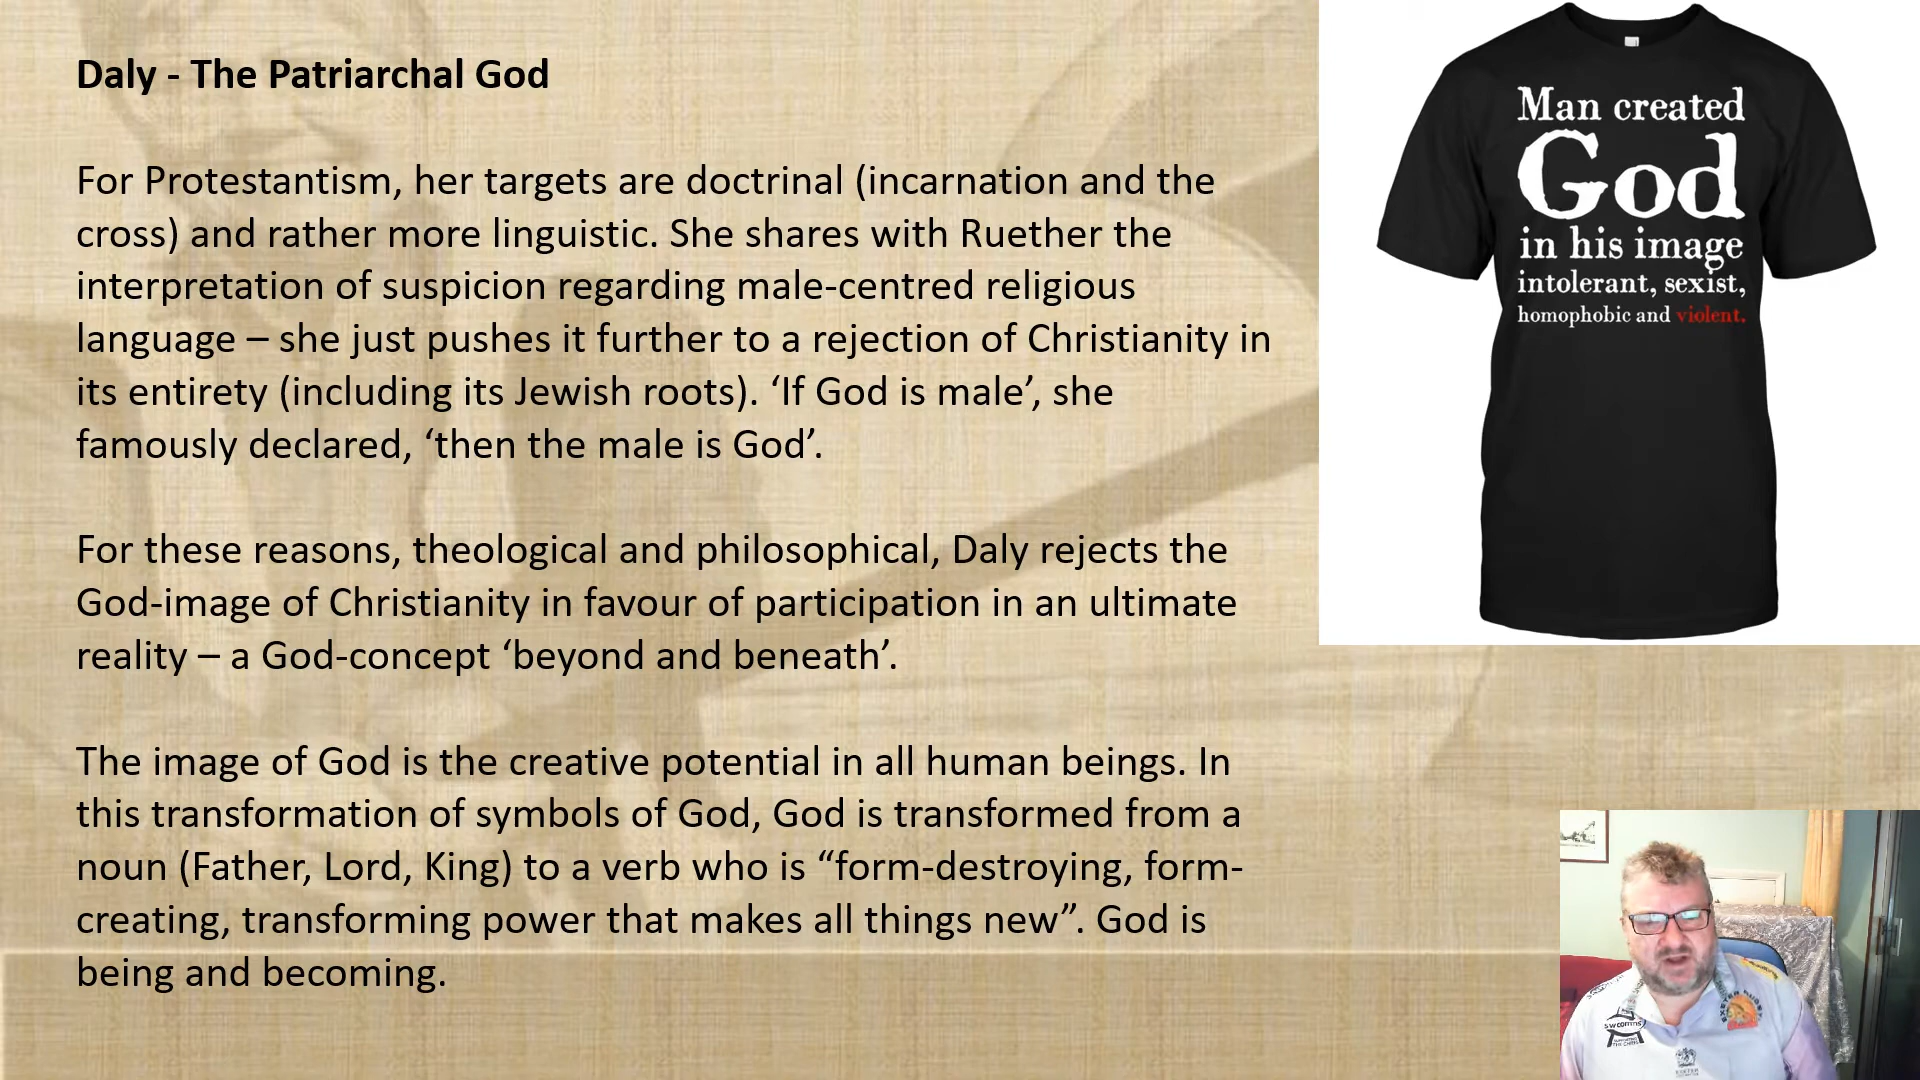 Daly - The Patriarchal God
For Protestantism, her targets are doctrinal (incarnation and the
cross) and rather more linguistic. She shares with Ruether the
interpretation of suspicion regarding male-centred religious
language – she just pushes it further to a rejection of Christianity in
its entirety (including its Jewish roots). ‘If God is male’, she
famously declared, ‘then the male is God’.
For these reasons, theological and philosophical, Daly rejects the
God-image of Christianity in favour of participation in an ultimate
reality – a God-concept ‘beyond and beneath’.
The image of God is the creative potential in all human beings. In
this transformation of symbols of God, God is transformed from a
noun (Father, Lord, King) to a verb who is “form-destroying, form-
creating, transforming power that makes all things new”. God is
being and becoming.
Man created
God
in his image
intolerant, sexist,
homophobic and violent.
SW comms
EXETER